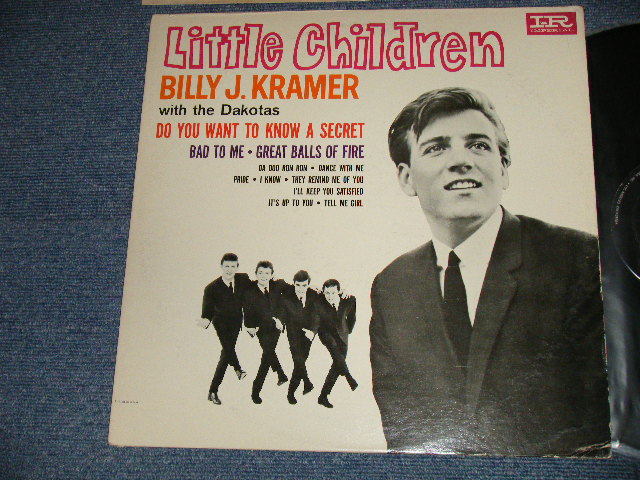 Little Children
IR
BILLY J. KRAMER
with the Dakotas
DO YOU WANT TO KNOW A SECRET
BAD TO ME • GREAT BALLS OF FIRE
DA DOO RON RON • DANCE WITH ME
PRIDE • I KNOW • THEY REMIND ME OF YOU
I'LL KEEP YOU SATISFIED
IT'S UP TO YOU • TELL ME GIRL